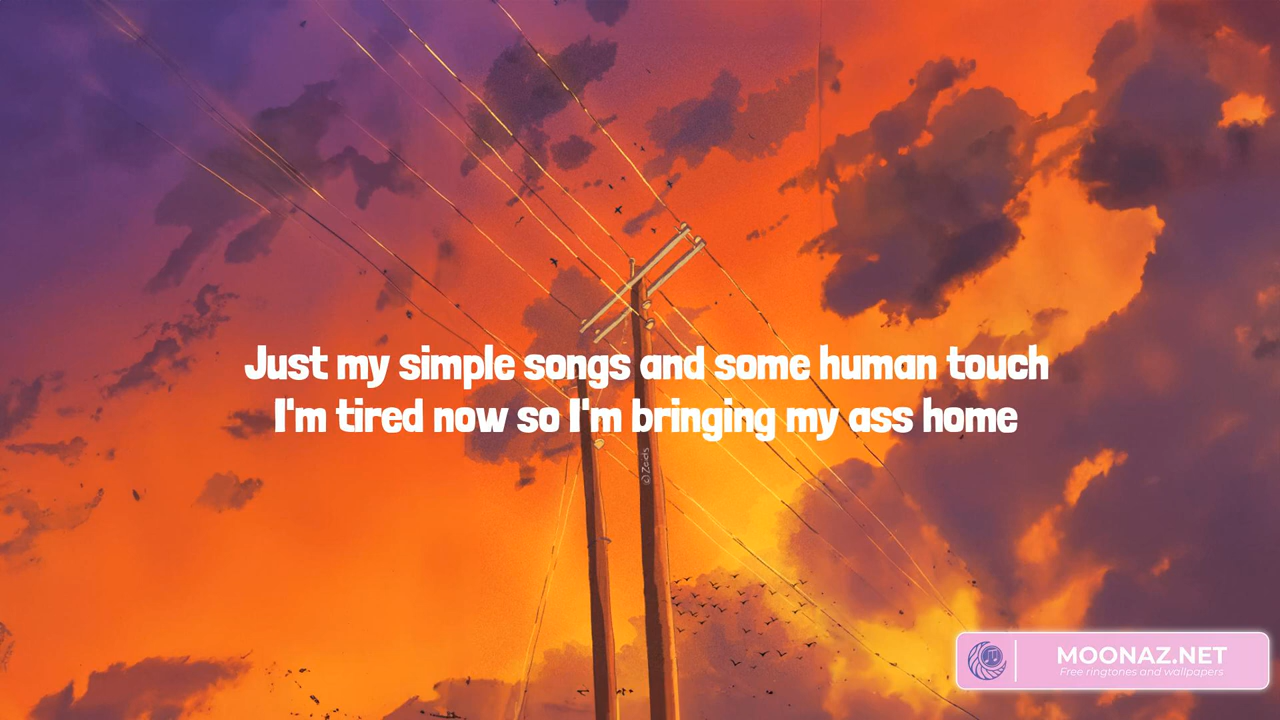 Just my simple songs and some human touch
I'm tired now so I'm bringing my ass home
©Zaids
MOONAZ.NET
Free ringtones and wallpapers